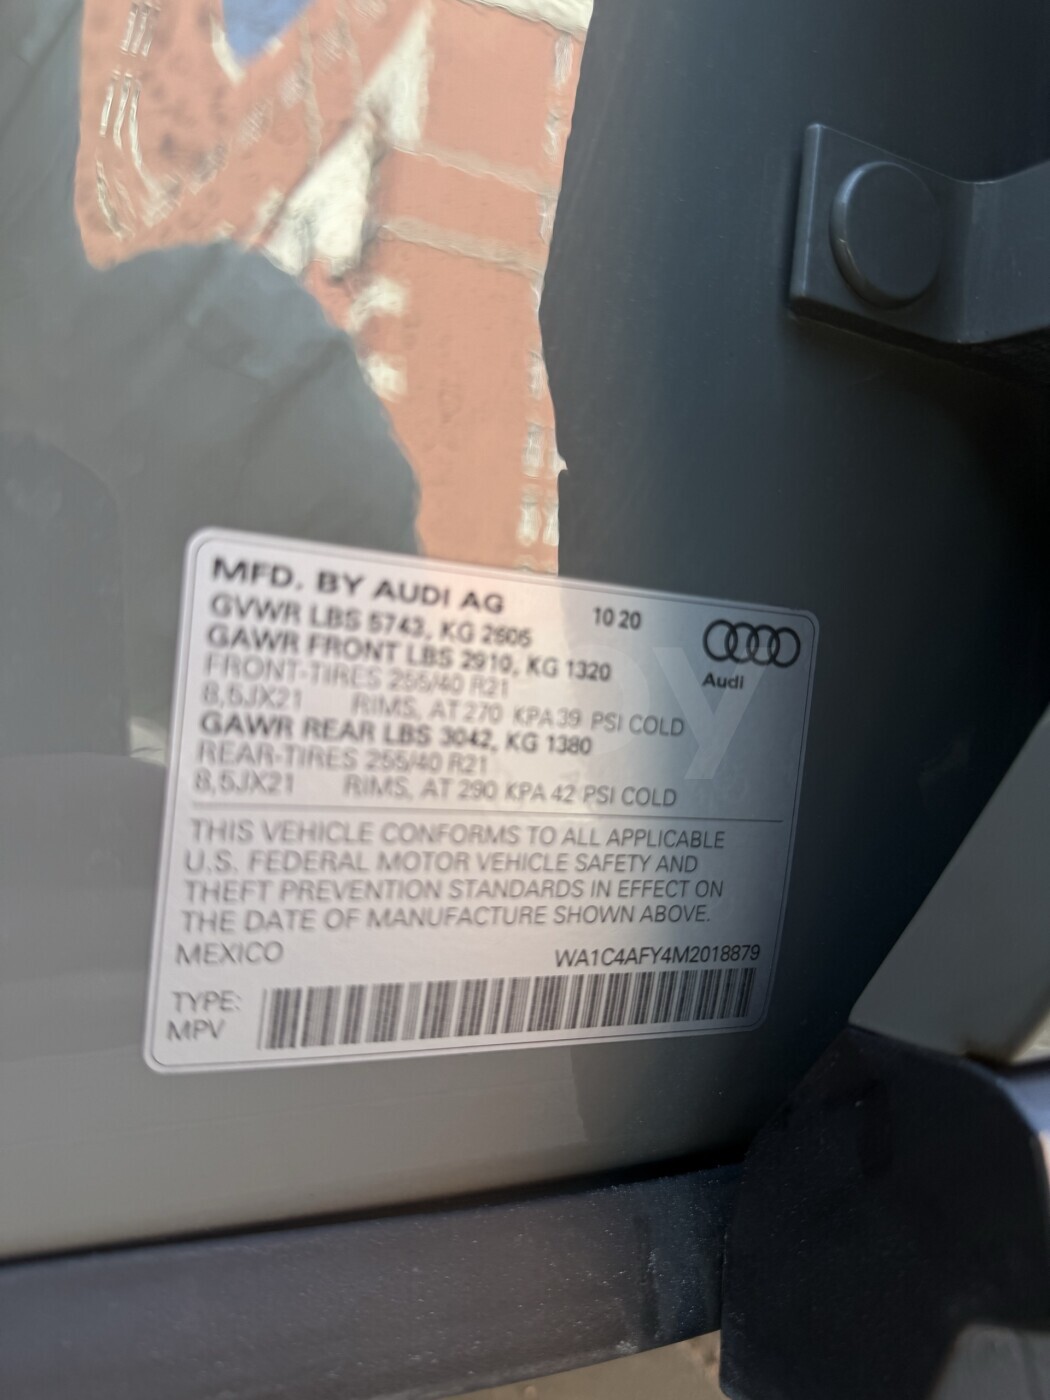 MFD. BY AUDI AG 10 20
GVWR LBS 5743, KG 2605
GAWR FRONT LBS 2910, KG 1320
FRONT-TIRES 255/40 R21
8,5JX21 RIMS, AT 270 KPA 39 PSI COLD
GAWR REAR LBS 3042, KG 1380
REAR-TIRES 255/40 R21
8,5JX21 RIMS, AT 290 KPA 42 PSI COLD
Audi
THIS VEHICLE CONFORMS TO ALL APPLICABLE
U.S. FEDERAL MOTOR VEHICLE SAFETY AND
THEFT PREVENTION STANDARDS IN EFFECT ON
THE DATE OF MANUFACTURE SHOWN ABOVE.
MEXICO WA1C4AFY4M2018879
TYPE:
MPV